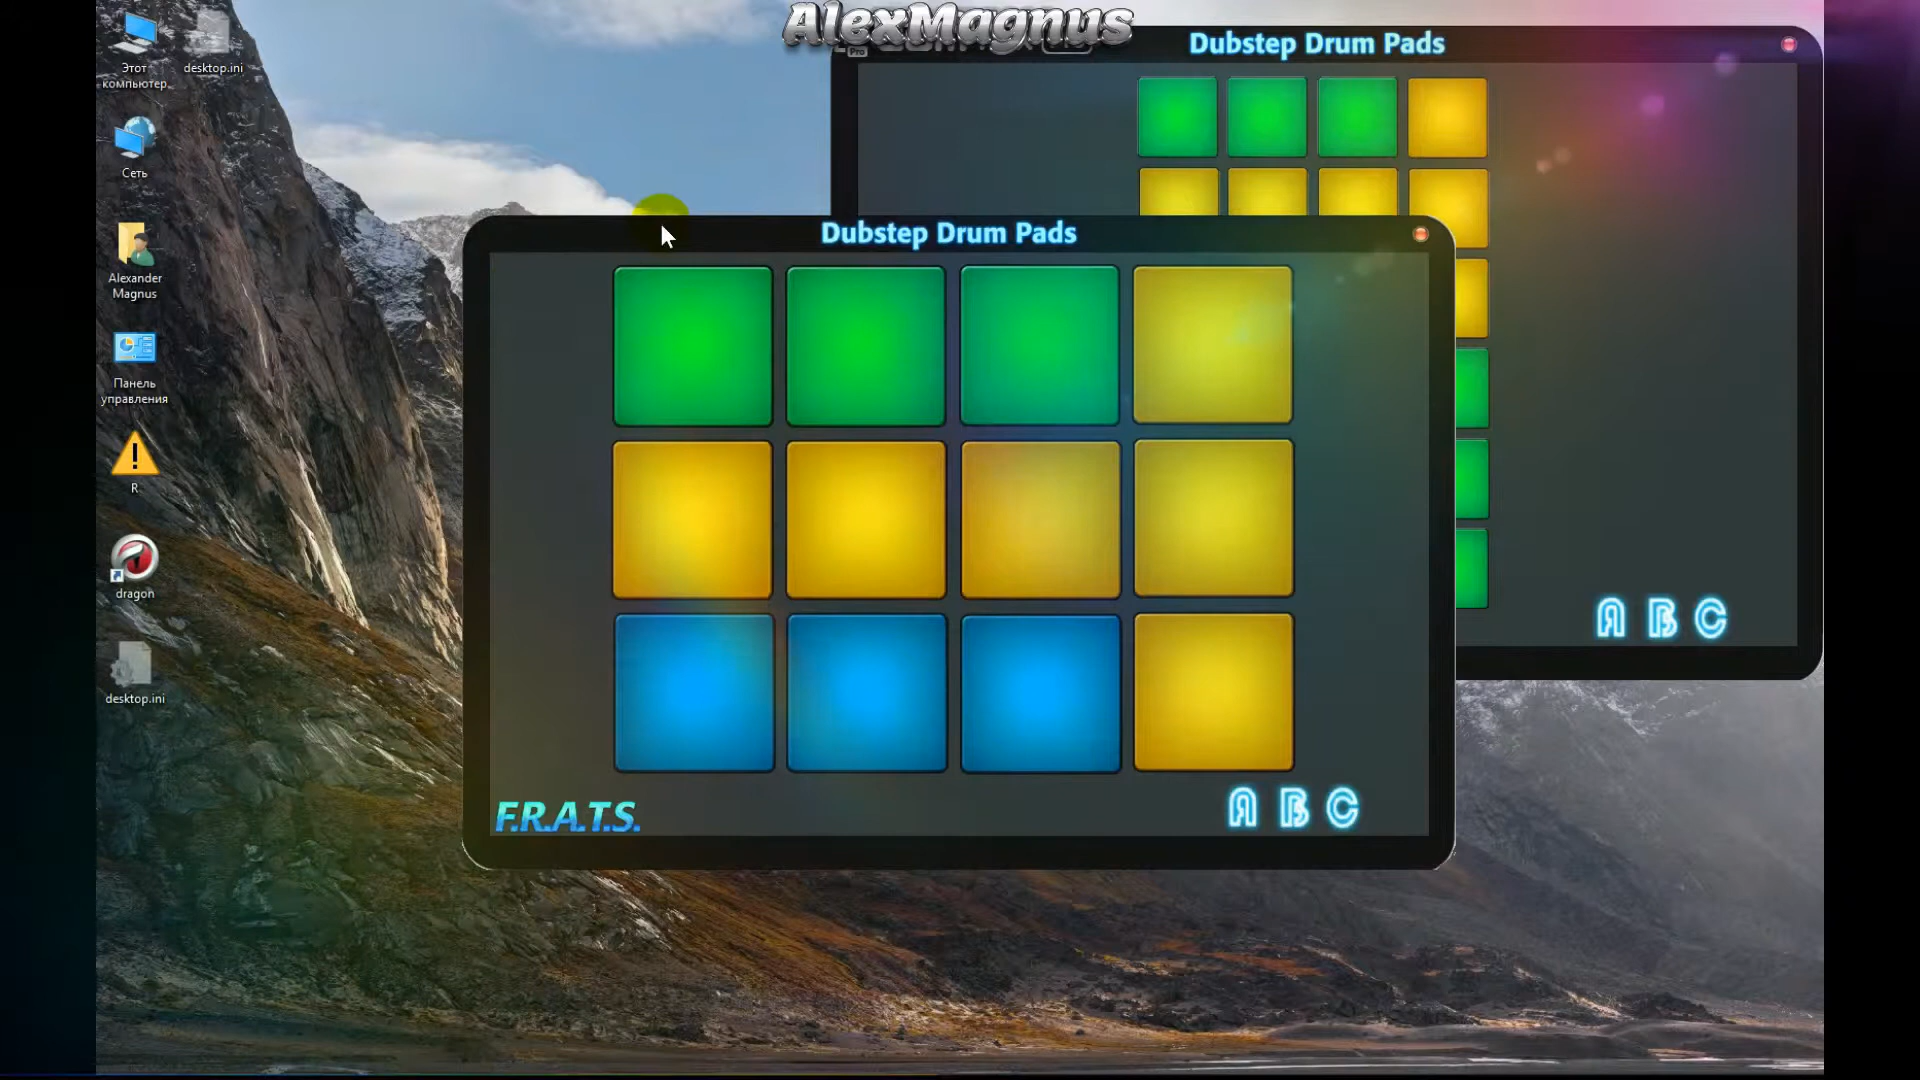 AlexMagnus
Pro
Dubstep Drum Pads
Этот
компьютер
desktop.ini
Сеть
Dubstep Drum Pads
Alexander
Magnus
Панель
управления
R
dragon
A B C
desktop.ini
F.R.A.T.S.
A B C